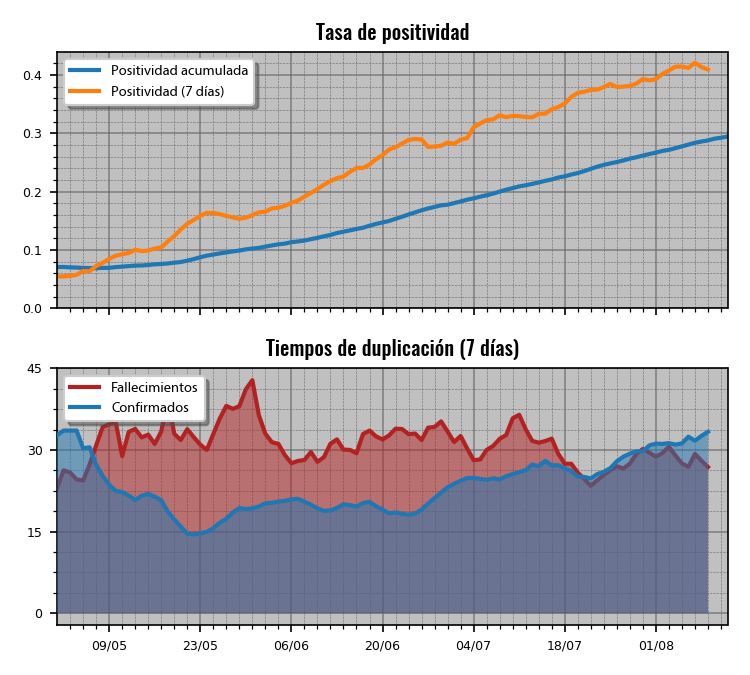 Tasa de positividad
Positividad acumulada
Positividad (7 días)
0.4
0.3
0.2
0.1
0.0
Tiempos de duplicación (7 días)
45
Fallecimientos
Confirmados
30
15
0
09/05 23/05 06/06 20/06 04/07 18/07 01/08